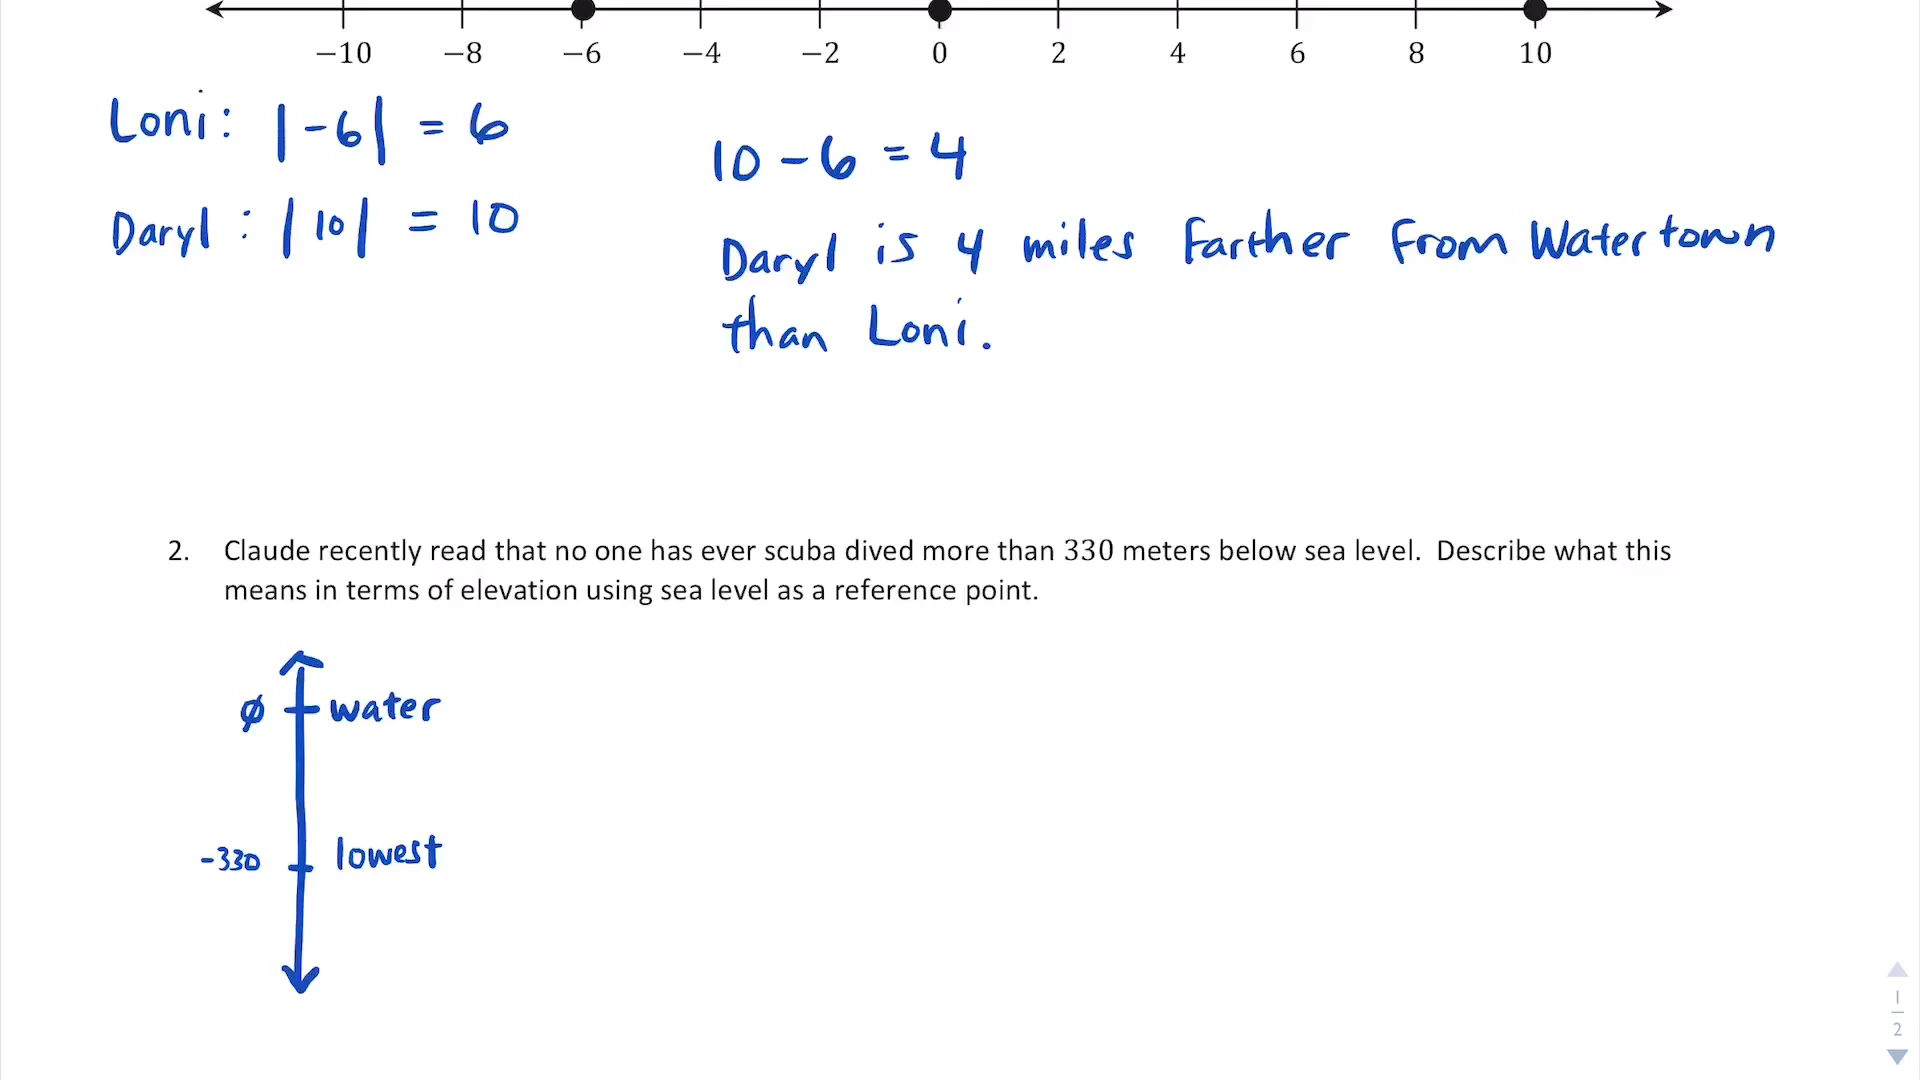 −10 −8 −6 −4 −2 0 2 4 6 8 10
Loni: |-6| = 6
Daryl: |10| = 10
10 - 6 = 4
Daryl is 4 miles farther from Watertown
than Loni.
2. Claude recently read that no one has ever scuba dived more than 330 meters below sea level. Describe what this
means in terms of elevation using sea level as a reference point.
0 water
-330 lowest
1
2